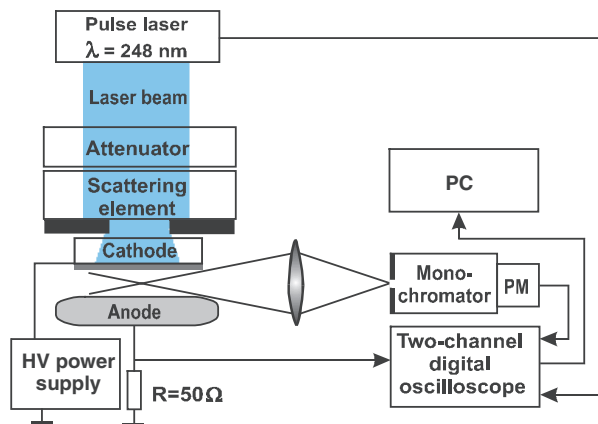 Pulse laser
λ = 248 nm
Laser beam
Attenuator
Scattering
element
PC
Cathode
Mono-
chromator
PM
Anode
HV power
supply
R=50Ω
Two-channel
digital
oscilloscope